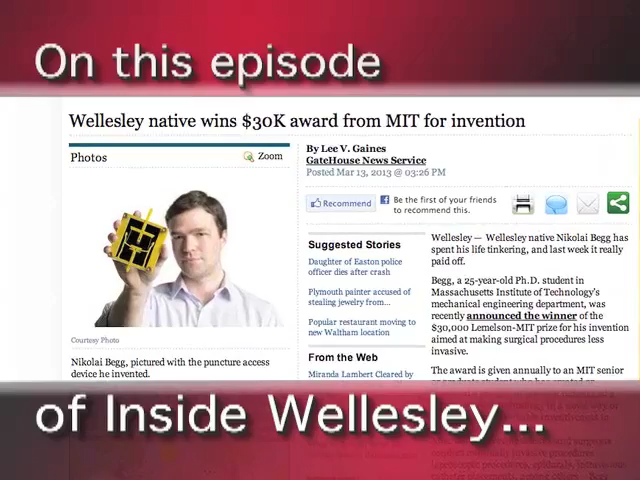 On this episode
Wellesley native wins $30K award from MIT for invention
Photos
Zoom
Courtesy Photo
Nikolai Begg, pictured with the puncture access
device he invented.
By Lee V. Gaines
GateHouse News Service
Posted Mar 13, 2013 @ 03:26 PM
Recommend
Be the first of your friends
to recommend this.
Suggested Stories
Daughter of Easton police
officer dies after crash
Plymouth painter accused of
stealing jewelry from...
Popular restaurant moving to
new Waltham location
From the Web
Miranda Lambert Cleared by
Wellesley — Wellesley native Nikolai Begg has
spent his life tinkering, and last week it really
paid off.
Begg, a 25-year-old Ph.D. student in
Massachusetts Institute of Technology's
mechanical engineering department, was
recently announced the winner of the
$30,000 Lemelson-MIT prize for his invention
aimed at making surgical procedures less
invasive.
The award is given annually to an MIT senior
of Inside Wellesley...